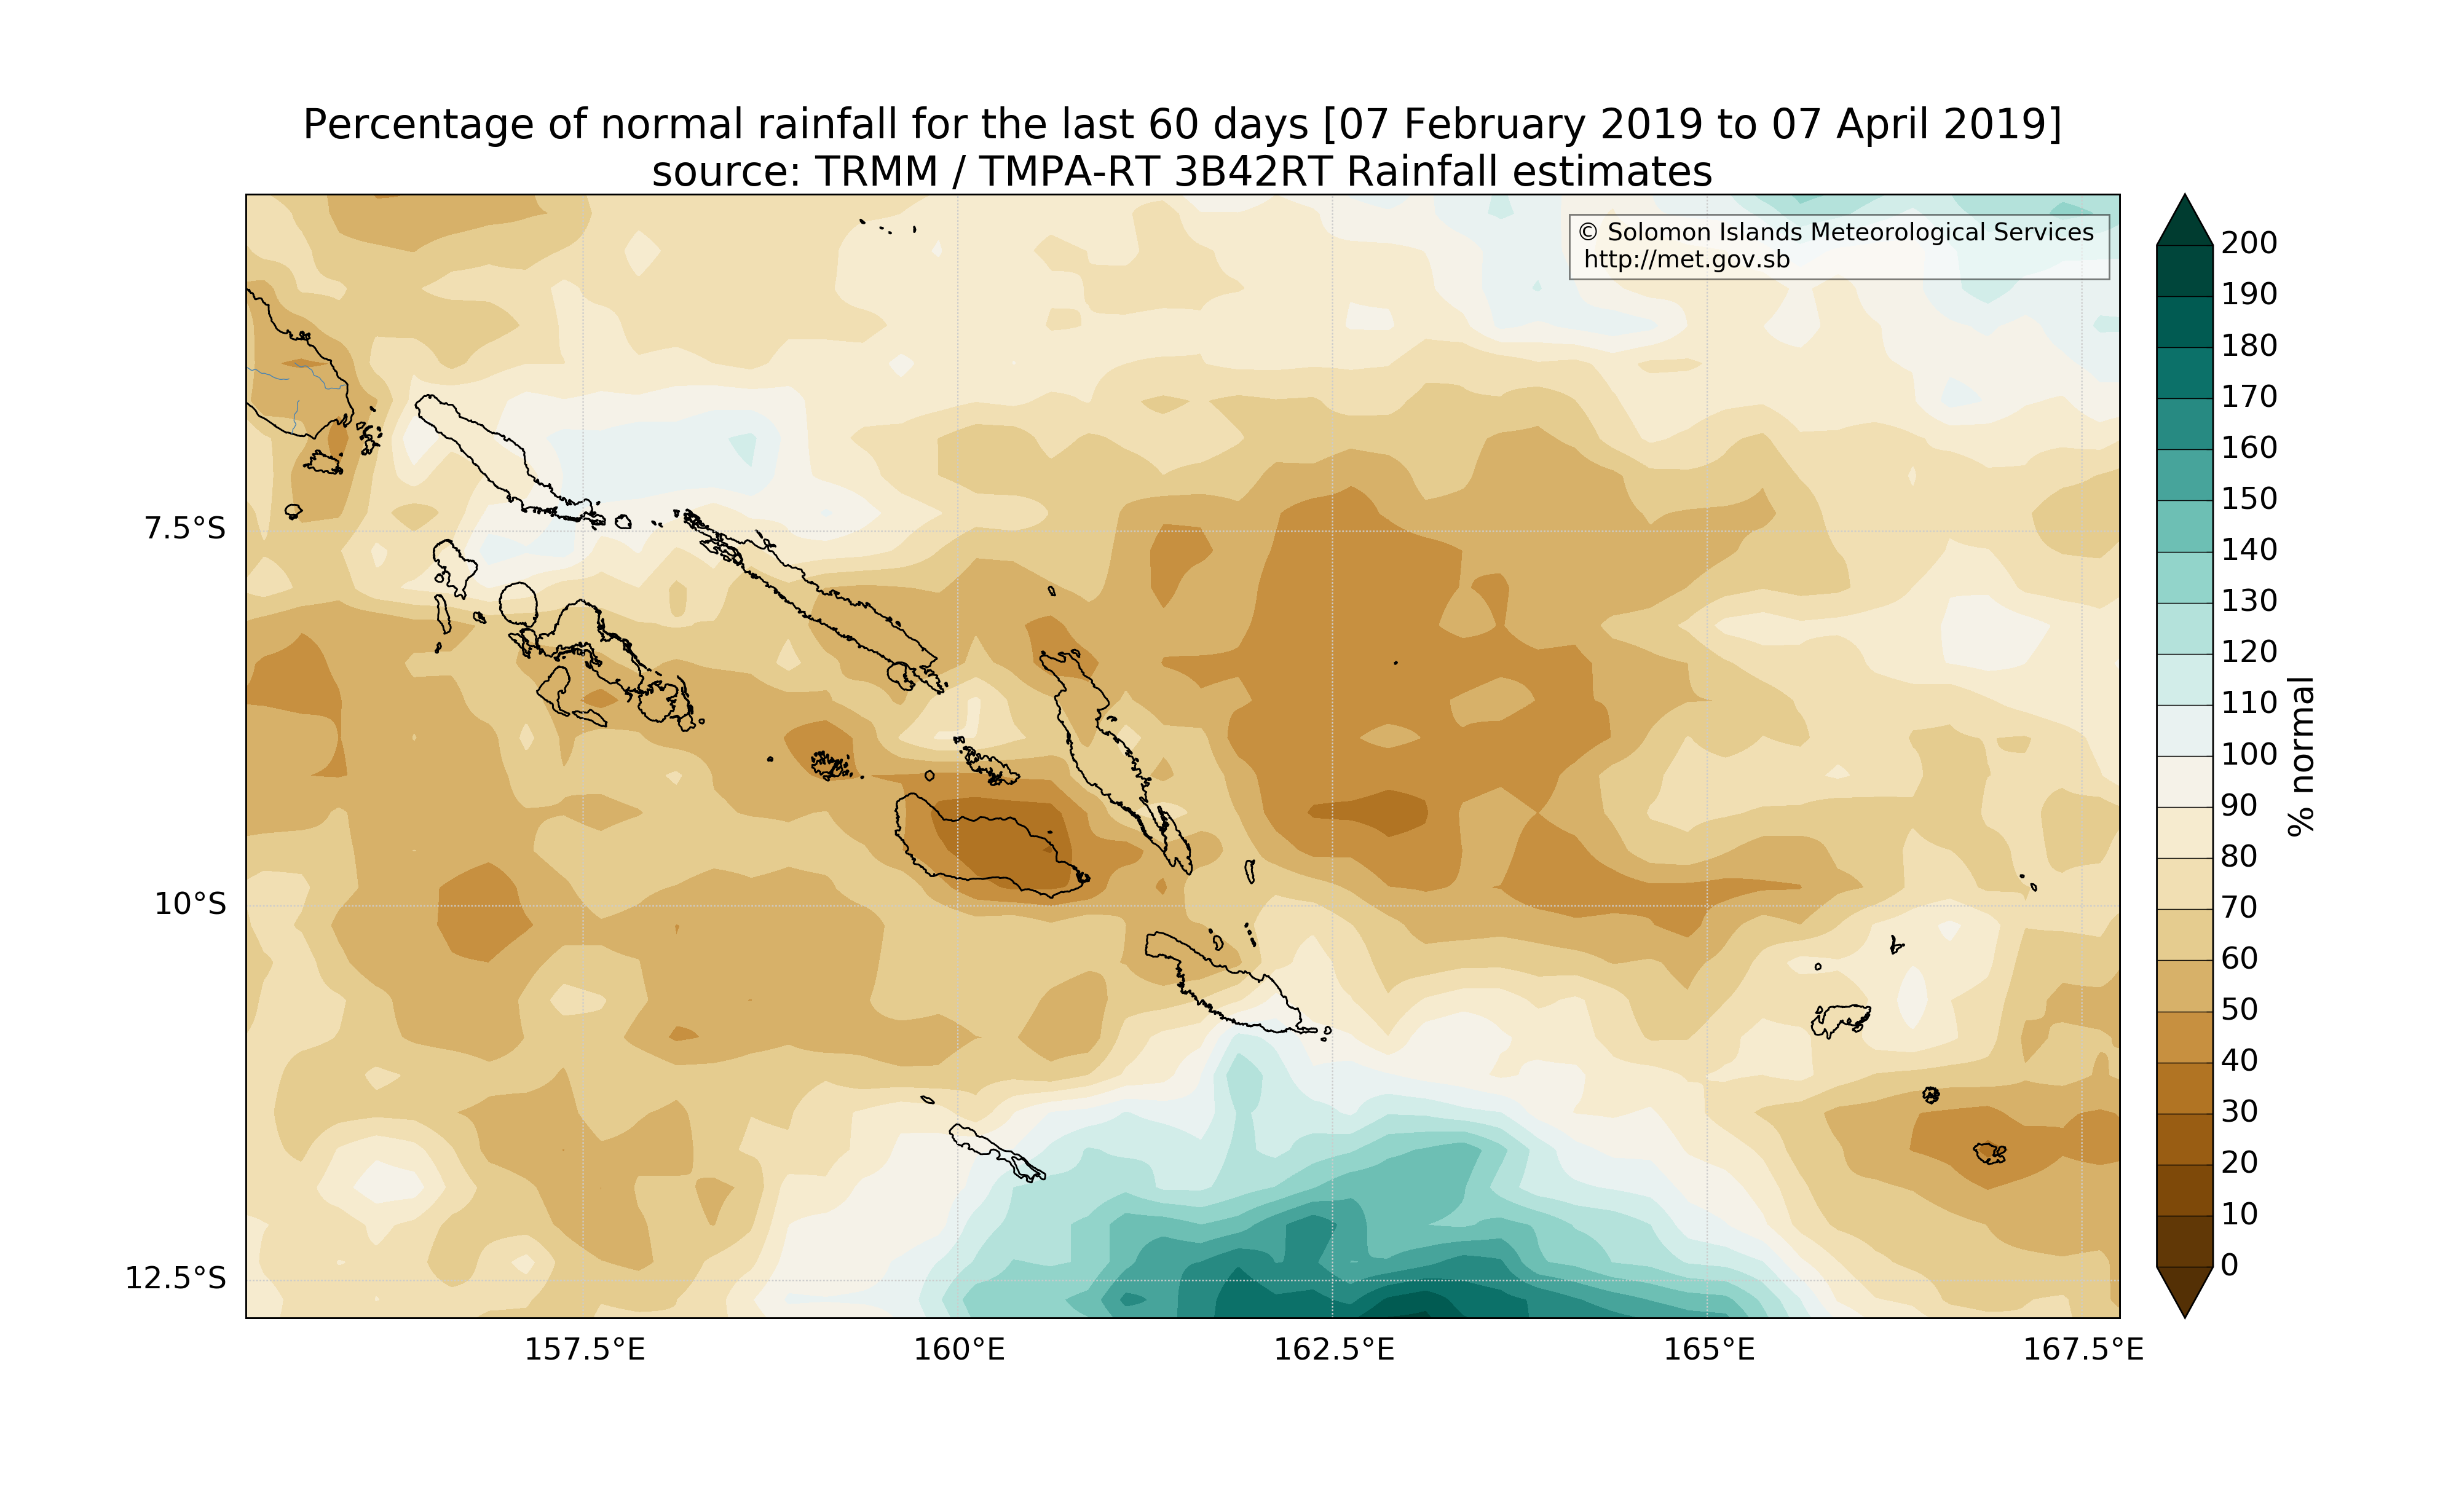 Percentage of normal rainfall for the last 60 days [07 February 2019 to 07 April 2019]
source: TRMM / TMPA-RT 3B42RT Rainfall estimates
© Solomon Islands Meteorological Services
http://met.gov.sb
7.5°S
10°S
12.5°S
157.5°E
160°E
162.5°E
165°E
167.5°E
200
190
180
170
160
150
140
130
120
110
100
90
80
70
60
50
40
30
20
10
0
% normal